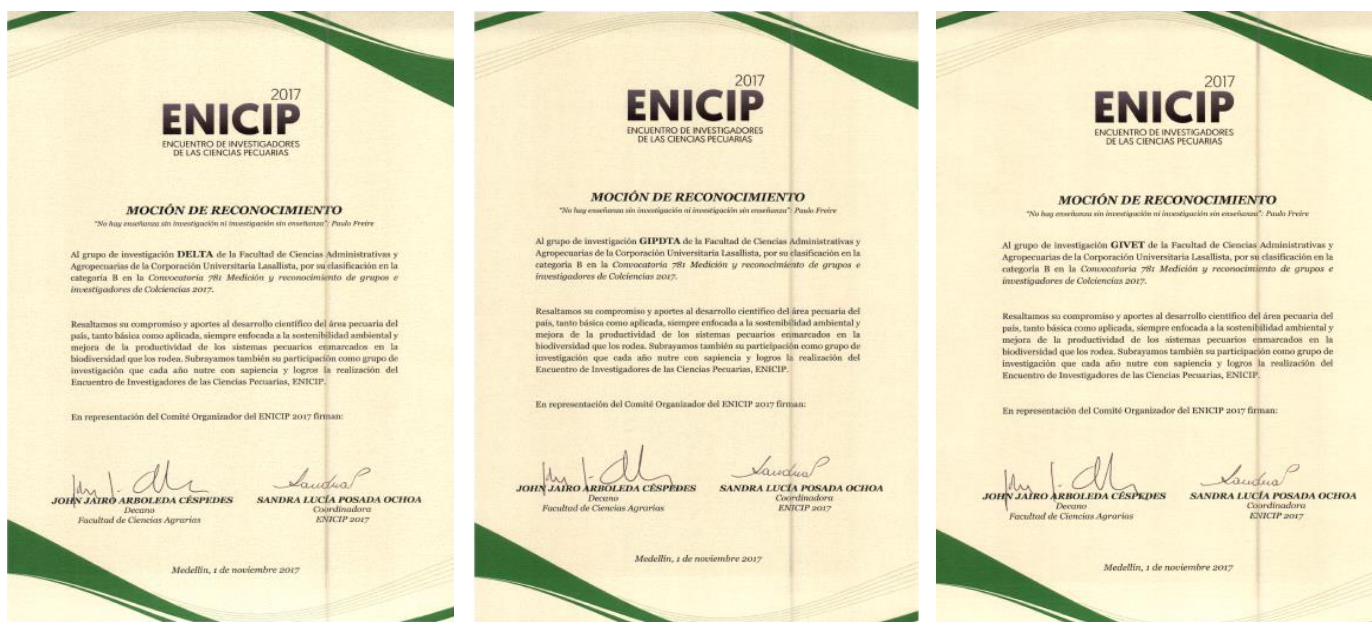 2017
ENICIP
ENCUENTRO DE INVESTIGADORES
DE LAS CIENCIAS PECUARIAS
MOCIÓN DE RECONOCIMIENTO
"No hay enseñanza sin investigación ni investigación sin enseñanza": Paulo Freire
Al grupo de investigación DELTA de la Facultad de Ciencias Administrativas y
Agropecuarias de la Corporación Universitaria Lasallista, por su clasificación en la
categoría B en la Convocatoria 781 Medición y reconocimiento de grupos e
investigadores de Colciencias 2017.
Resaltamos su compromiso y aportes al desarrollo científico del área pecuaria del
país, tanto básica como aplicada, siempre enfocada a la sostenibilidad ambiental y
mejora de la productividad de los sistemas pecuarios enmarcados en la
biodiversidad que los rodea. Subrayamos también su participación como grupo de
investigación que cada año nutre con sapiencia y logros la realización del
Encuentro de Investigadores de las Ciencias Pecuarias, ENICIP.
En representación del Comité Organizador del ENICIP 2017 firman:
Sandra P
JOHN JAIRO ARBOLEDA CÉSPEDES SANDRA LUCÍA POSADA OCHOA
Decano Coordinadora
Facultad de Ciencias Agrarias ENICIP 2017
Medellín, 1 de noviembre 2017
2017
ENICIP
ENCUENTRO DE INVESTIGADORES
DE LAS CIENCIAS PECUARIAS
MOCIÓN DE RECONOCIMIENTO
"No hay enseñanza sin investigación ni investigación sin enseñanza": Paulo Freire
Al grupo de investigación GIPDTA de la Facultad de Ciencias Administrativas y
Agropecuarias de la Corporación Universitaria Lasallista, por su clasificación en la
categoría B en la Convocatoria 781 Medición y reconocimiento de grupos e
investigadores de Colciencias 2017.
Resaltamos su compromiso y aportes al desarrollo científico del área pecuaria del
país, tanto básica como aplicada, siempre enfocada a la sostenibilidad ambiental y
mejora de la productividad de los sistemas pecuarios enmarcados en la
biodiversidad que los rodea. Subrayamos también su participación como grupo de
investigación que cada año nutre con sapiencia y logros la realización del
Encuentro de Investigadores de las Ciencias Pecuarias, ENICIP.
En representación del Comité Organizador del ENICIP 2017 firman:
Sandra P
JOHN JAIRO ARBOLEDA CÉSPEDES SANDRA LUCÍA POSADA OCHOA
Decano Coordinadora
Facultad de Ciencias Agrarias ENICIP 2017
Medellín, 1 de noviembre 2017
2017
ENICIP
ENCUENTRO DE INVESTIGADORES
DE LAS CIENCIAS PECUARIAS
MOCIÓN DE RECONOCIMIENTO
"No hay enseñanza sin investigación ni investigación sin enseñanza": Paulo Freire
Al grupo de investigación GIVET de la Facultad de Ciencias Administrativas y
Agropecuarias de la Corporación Universitaria Lasallista, por su clasificación en la
categoría B en la Convocatoria 781 Medición y reconocimiento de grupos e
investigadores de Colciencias 2017.
Resaltamos su compromiso y aportes al desarrollo científico del área pecuaria del
país, tanto básica como aplicada, siempre enfocada a la sostenibilidad ambiental y
mejora de la productividad de los sistemas pecuarios enmarcados en la
biodiversidad que los rodea. Subrayamos también su participación como grupo de
investigación que cada año nutre con sapiencia y logros la realización del
Encuentro de Investigadores de las Ciencias Pecuarias, ENICIP.
En representación del Comité Organizador del ENICIP 2017 firman:
Sandra P
JOHN JAIRO ARBOLEDA CÉSPEDES SANDRA LUCÍA POSADA OCHOA
Decano Coordinadora
Facultad de Ciencias Agrarias ENICIP 2017
Medellín, 1 de noviembre 2017